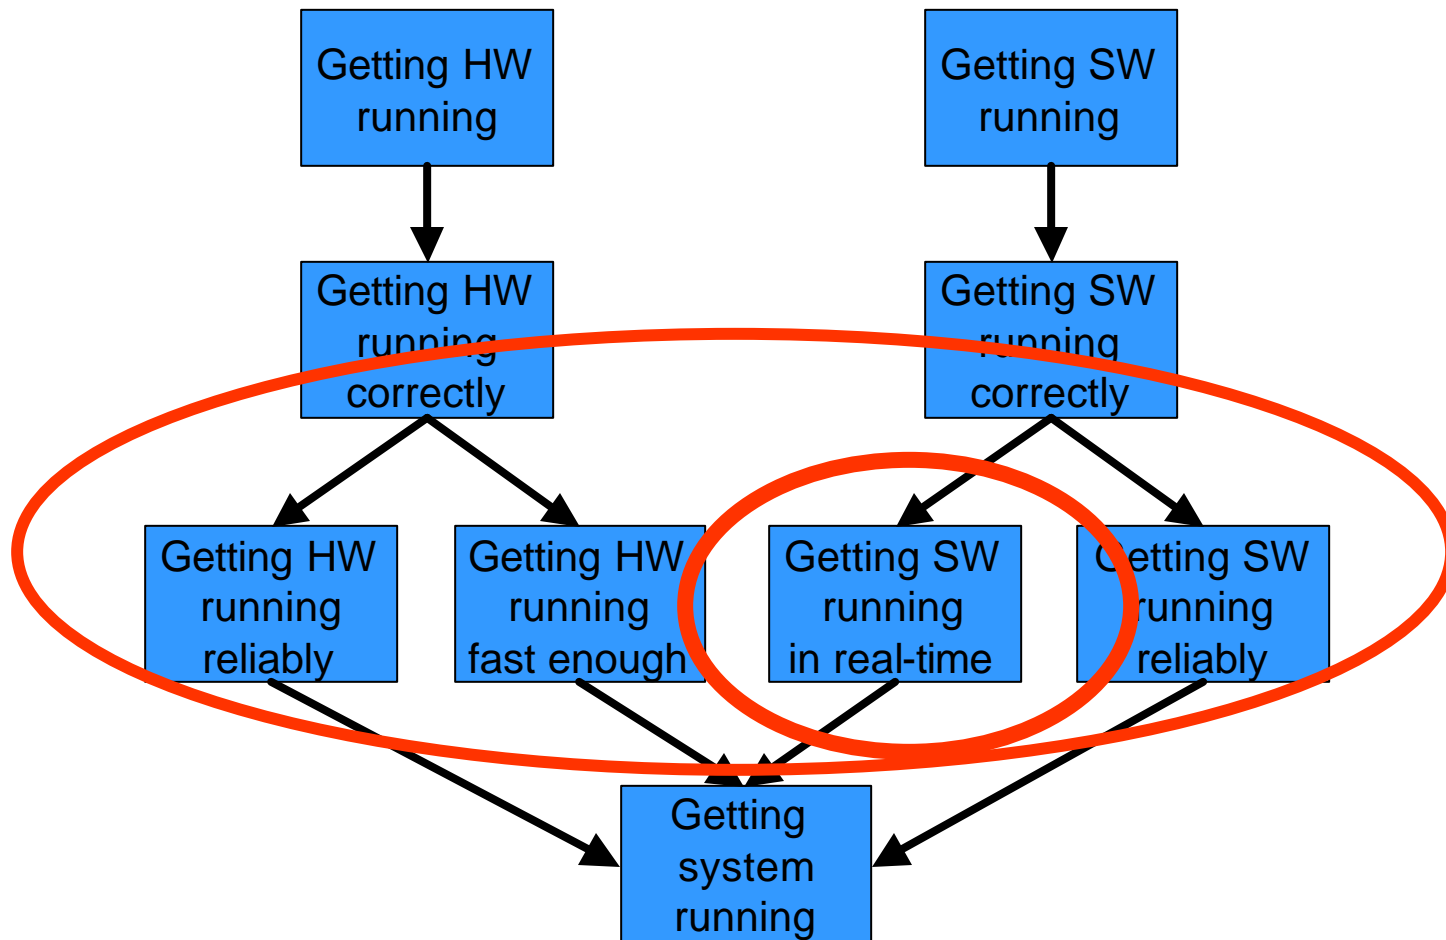 Getting HW
running
Getting SW
running
Getting HW
running
correctly
Getting SW
running
correctly
Getting HW
running
reliably
Getting HW
running
fast enough
Getting SW
running
in real-time
Getting SW
running
reliably
Getting
system
running